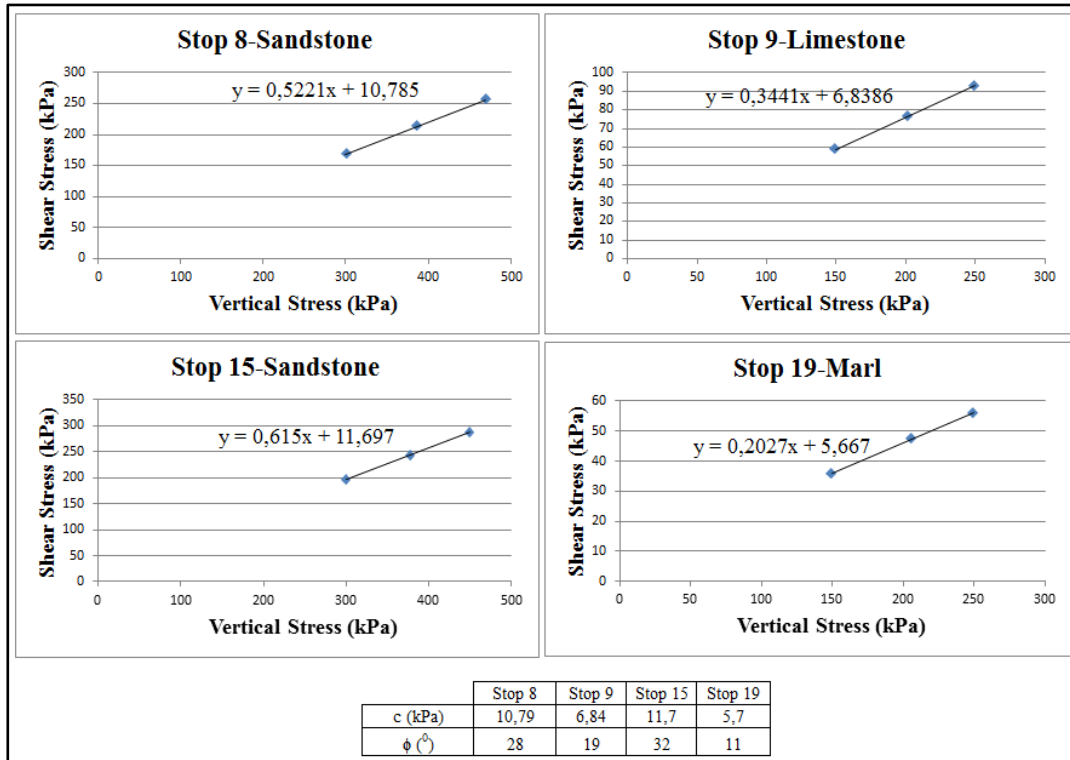 Stop 8-Sandstone
Shear Stress (kPa)
300
250
200
150
100
50
0
y = 0,5221x + 10,785
0 100 200 300 400 500
Vertical Stress (kPa)
Stop 9-Limestone
Shear Stress (kPa)
100
90
80
70
60
50
40
30
20
10
0
y = 0,3441x + 6,8386
0 50 100 150 200 250 300
Vertical Stress (kPa)
Stop 15-Sandstone
Shear Stress (kPa)
350
300
250
200
150
100
50
0
y = 0,615x + 11,697
0 100 200 300 400 500
Vertical Stress (kPa)
Stop 19-Marl
Shear Stress (kPa)
60
50
40
30
20
10
0
y = 0,2027x + 5,667
0 50 100 150 200 250 300
Vertical Stress (kPa)
Stop 8 Stop 9 Stop 15 Stop 19
c (kPa) 10,79 6,84 11,7 5,7
ϕ (⁰) 28 19 32 11